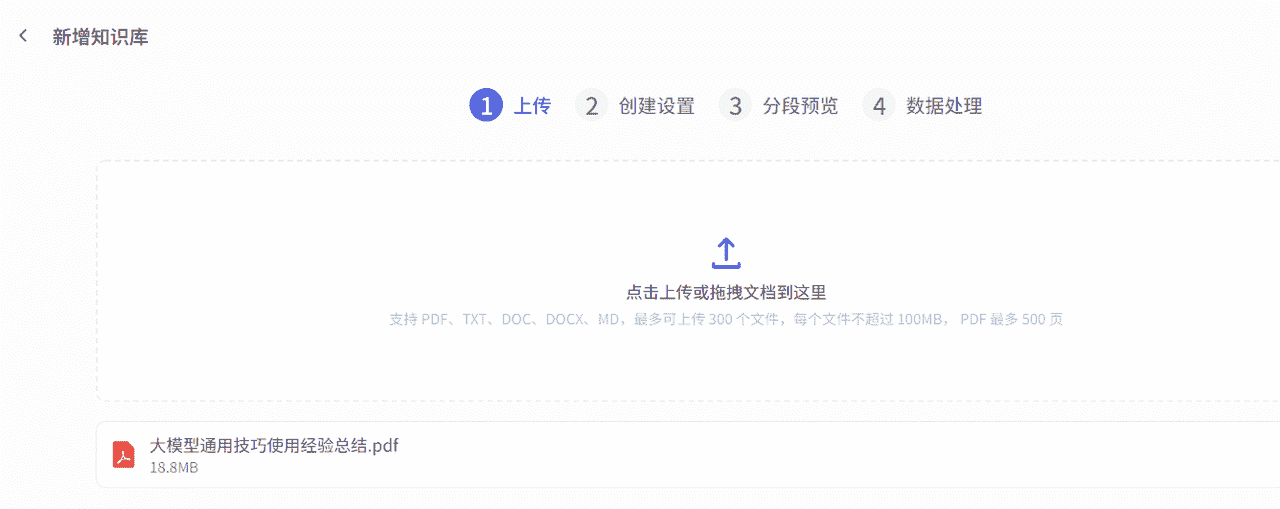 新增知识库
1 上传 2 创建设置 3 分段预览 4 数据处理
点击上传或拖拽文档到这里
支持 PDF、TXT、DOC、DOCX、MD，最多可上传 300 个文件，每个文件不超过 100MB， PDF 最多 500 页
大模型通用技巧使用经验总结.pdf
18.8MB